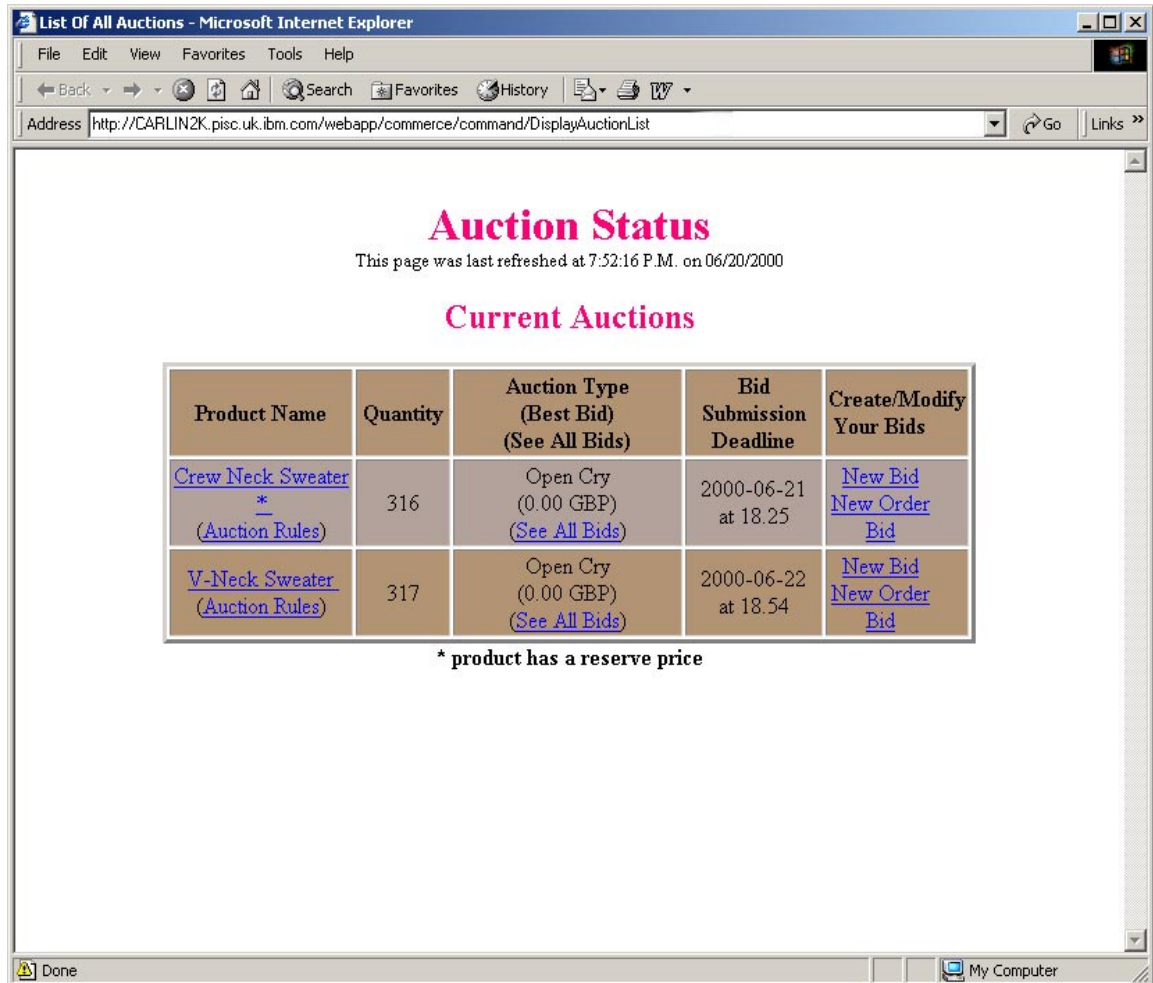 List Of All Auctions - Microsoft Internet Explorer
File Edit View Favorites Tools Help
Back Search Favorites History
Address http://CARLIN2K.pisc.uk.ibm.com/webapp/commerce/command/DisplayAuctionList Go Links »
Auction Status
This page was last refreshed at 7:52:16 P.M. on 06/20/2000
Current Auctions
Product Name Quantity Auction Type (Best Bid) (See All Bids) Bid Submission Deadline Create/Modify Your Bids
Crew Neck Sweater * (Auction Rules) 316 Open Cry (0.00 GBP) (See All Bids) 2000-06-21 at 18.25 New Bid New Order Bid
V-Neck Sweater (Auction Rules) 317 Open Cry (0.00 GBP) (See All Bids) 2000-06-22 at 18.54 New Bid New Order Bid
* product has a reserve price
Done My Computer